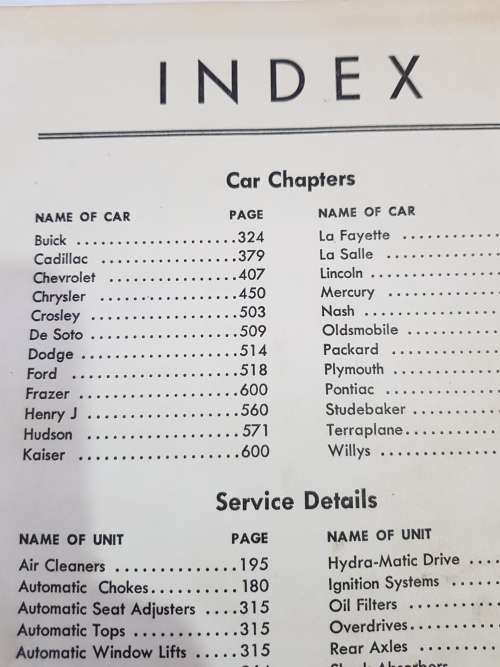 INDEX
Car Chapters
NAME OF CAR PAGE
Buick ....................324
Cadillac .................379
Chevrolet ................407
Chrysler .................450
Crosley ..................503
De Soto ..................509
Dodge ....................514
Ford .....................518
Frazer ...................600
Henry J ..................560
Hudson ...................571
Kaiser ...................600
NAME OF CAR
La Fayette ............
La Salle ..............
Lincoln ...............
Mercury ...............
Nash ..................
Oldsmobile ............
Packard ...............
Plymouth ..............
Pontiac ...............
Studebaker ............
Terraplane............
Willys ................
Service Details
NAME OF UNIT PAGE
Air Cleaners .............195
Automatic Chokes..........180
Automatic Seat Adjusters ....315
Automatic Tops ............315
Automatic Window Lifts .....315
NAME OF UNIT
Hydra-Matic Drive ....
Ignition Systems .....
Oil Filters ..........
Overdrives...........
Rear Axles ..........